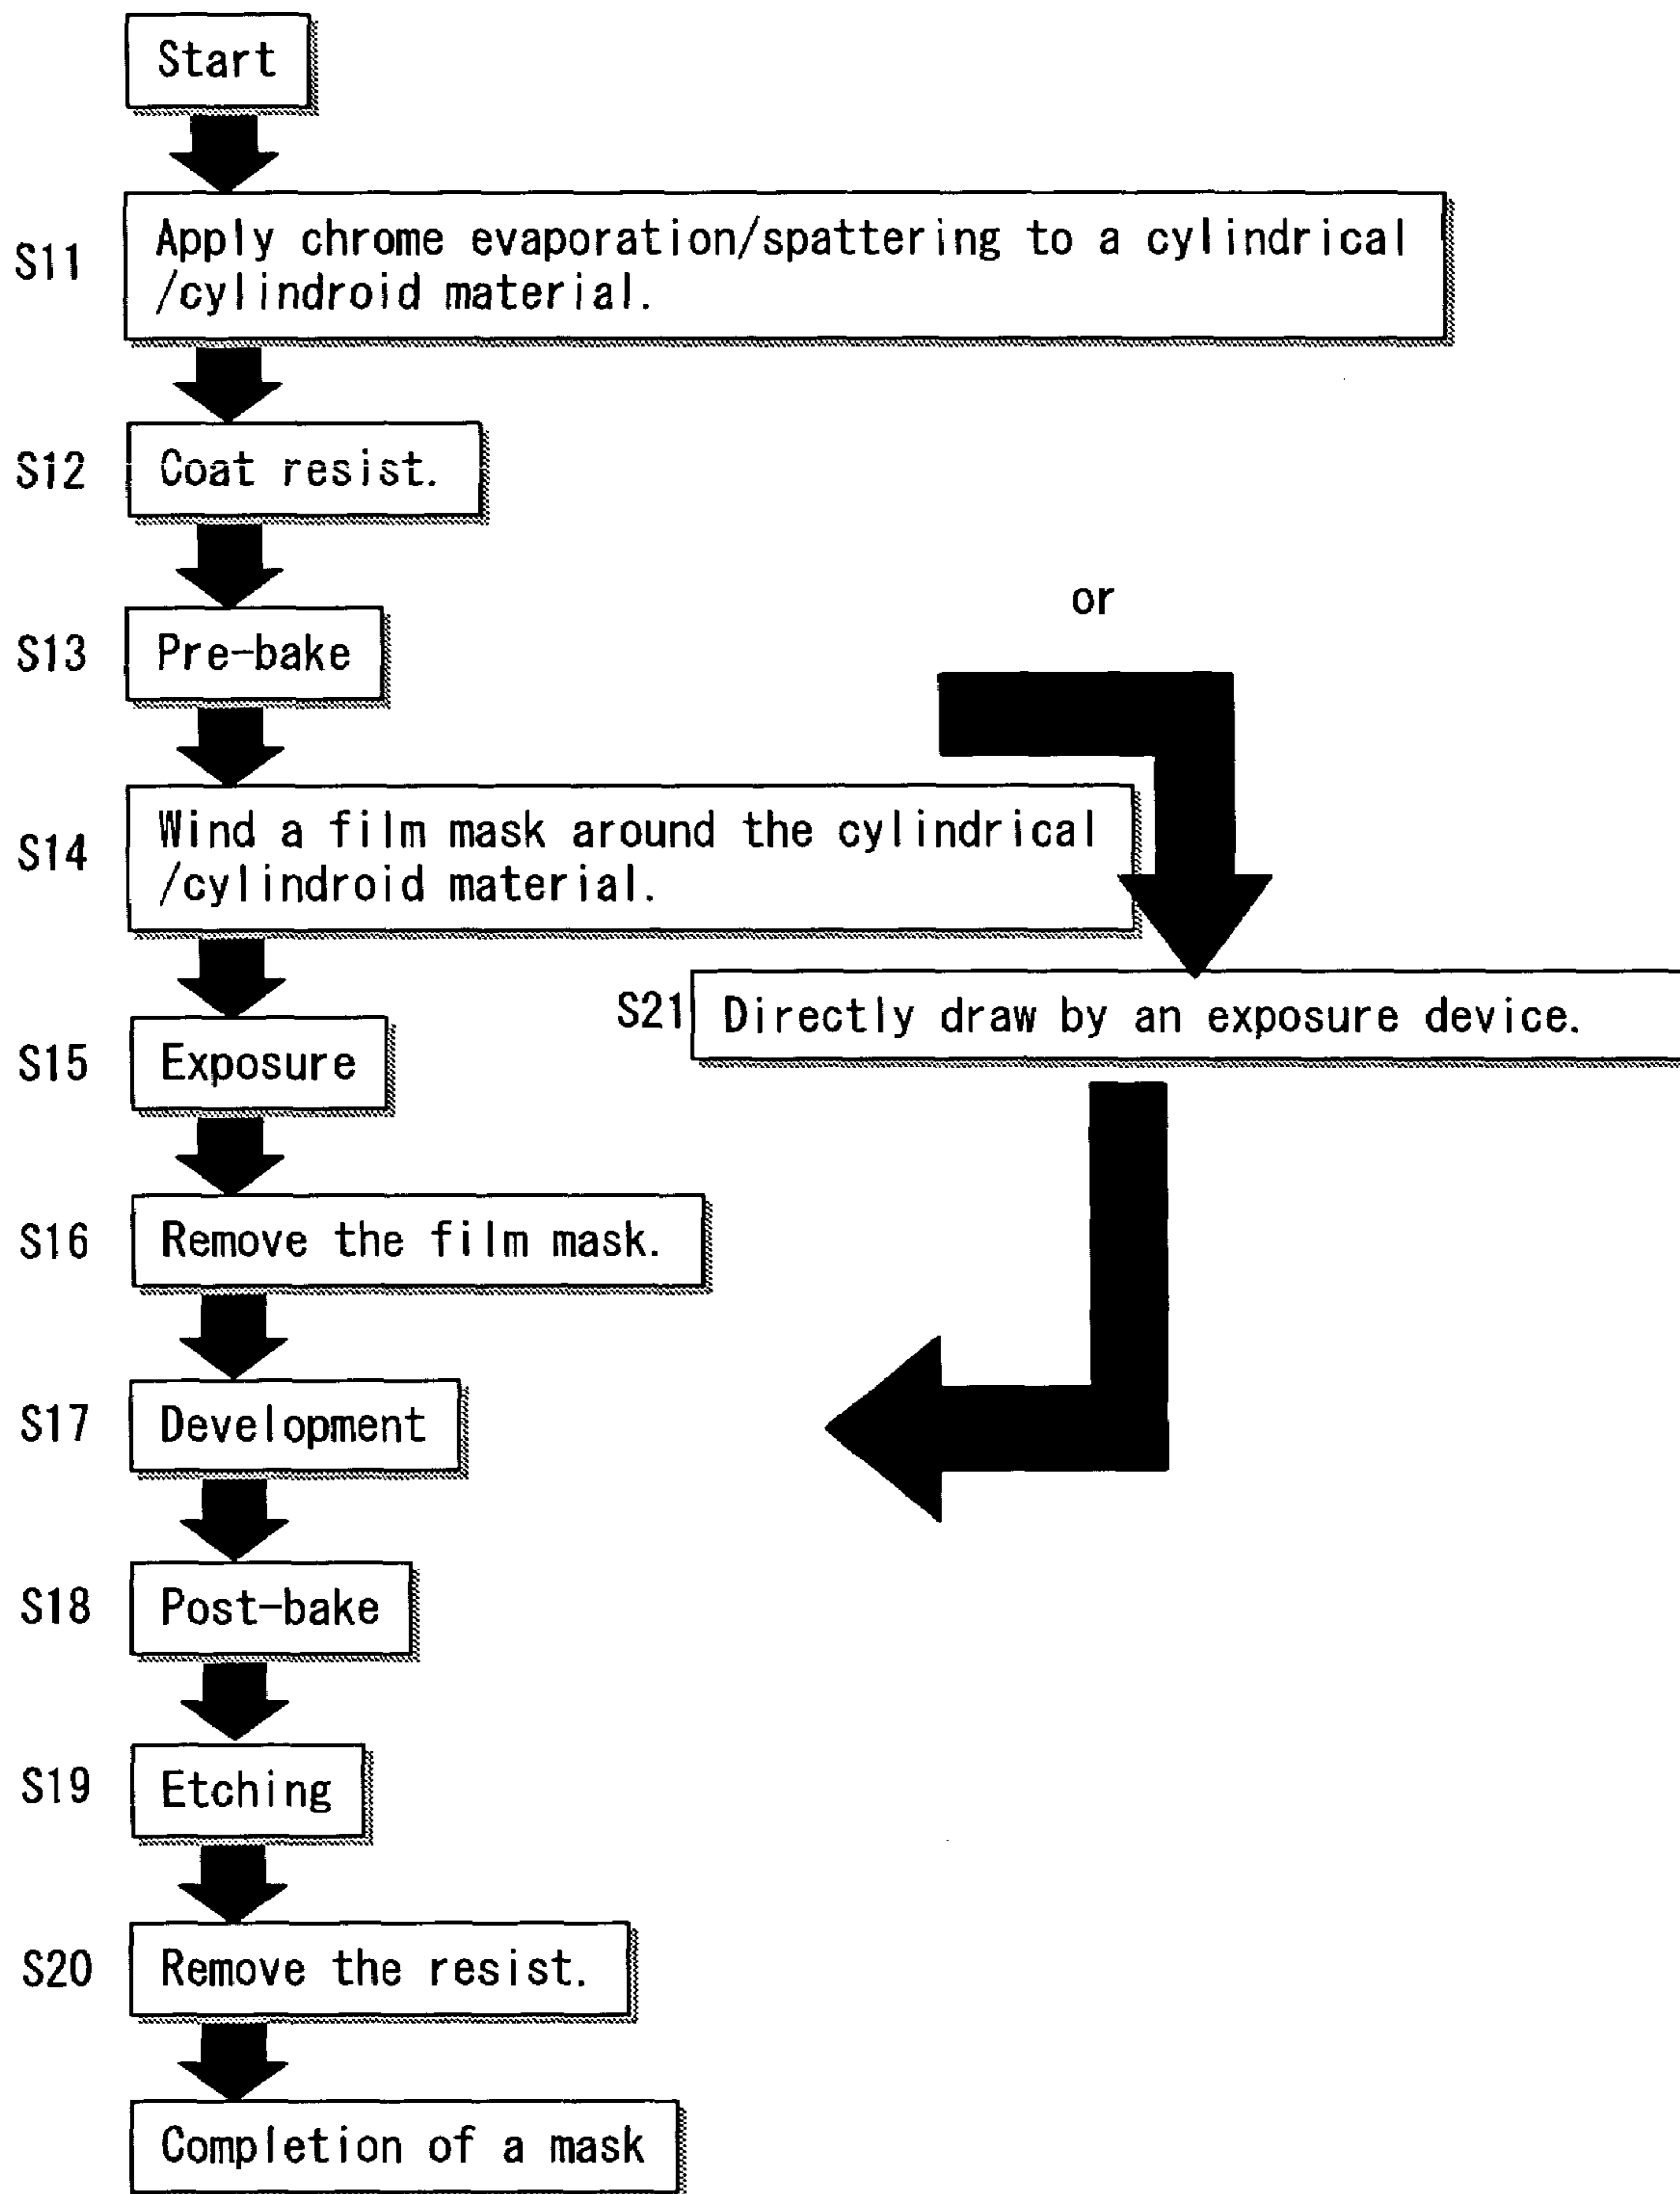 Start
S11
Apply chrome evaporation/spattering to a cylindrical
/cylindroid material.
S12
Coat resist.
or
S13
Pre-bake
S14
Wind a film mask around the cylindrical
/cylindroid material.
S21
Directly draw by an exposure device.
S15
Exposure
S16
Remove the film mask.
S17
Development
S18
Post-bake
S19
Etching
S20
Remove the resist.
Completion of a mask